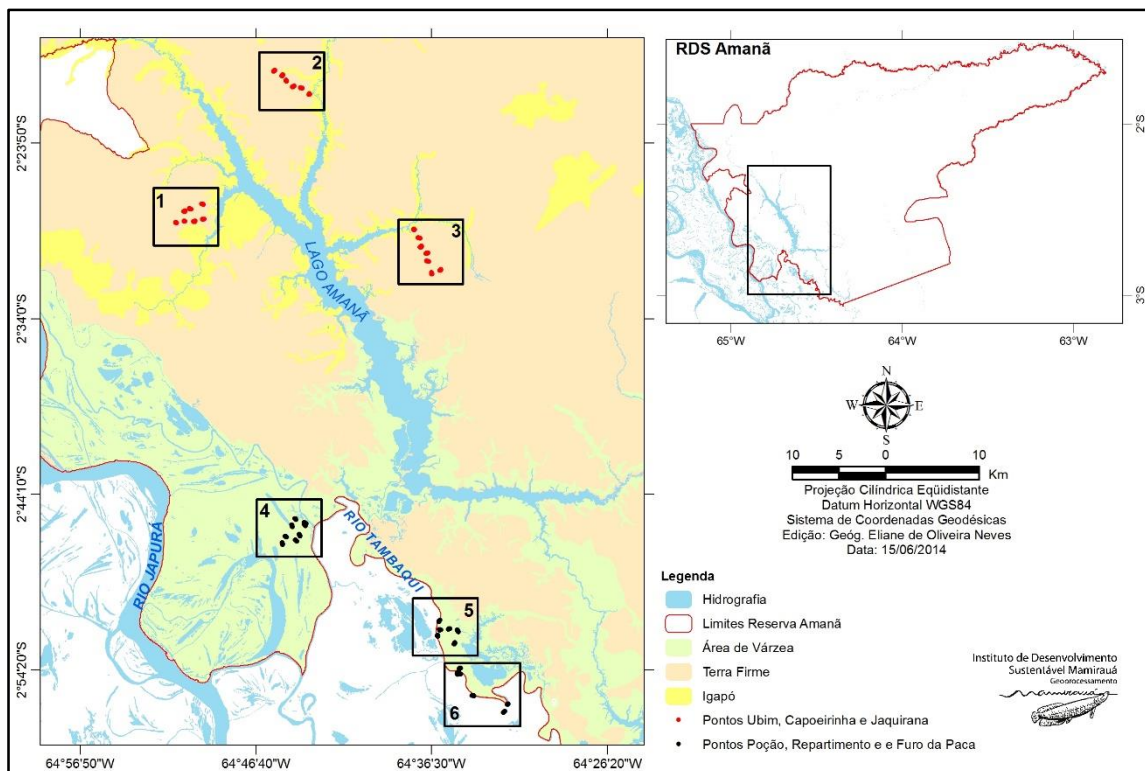 2°23'50"S
2°34'0"S
2°44'10"S
2°54'20"S
64°56'50"S
64°46'40"S
64°36'30"S
64°26'20"S
1
2
3
4
5
6
LAGO AMANÃ
RIO JAPURÁ
RIO TAMBAQUI
RDS Amanã
2°S
3°S
65°W
64°W
63°W
N
W
E
S
10 5 0 10
Km
Projeção Cilíndrica Eqüidistante
Datum Horizontal WGS84
Sistema de Coordenadas Geodésicas
Edição: Geóg. Eliane de Oliveira Neves
Data: 15/06/2014
Legenda
Hidrografia
Limites Reserva Amanã
Área de Várzea
Terra Firme
Igapó
Pontos Ubim, Capoeirinha e Jaquirana
Pontos Poção, Repartimento e e Furo da Paca
Instituto de Desenvolvimento
Sustentável Mamirauá
Geoprocessamento
mamirauá